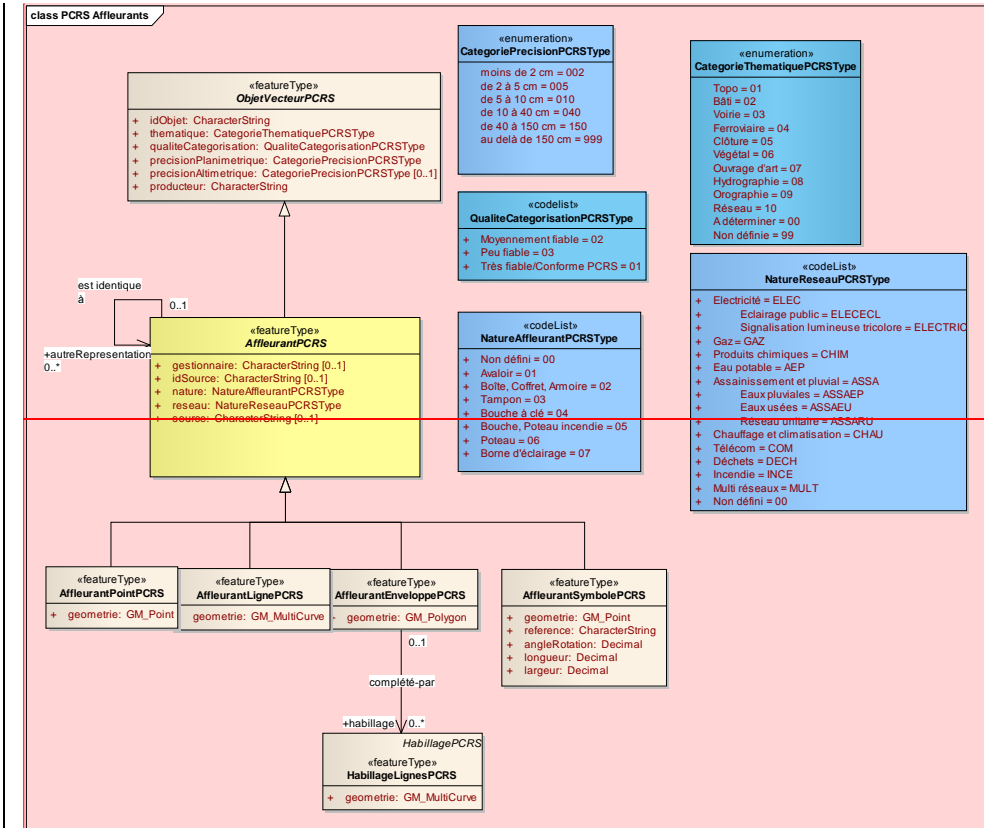 class PCRS Affleurants
«featureType»
ObjetVecteurPCRS
+ idObjet: CharacterString
+ thematique: CategorieThematiquePCRSType
+ qualiteCategorisation: QualiteCategorisationPCRSType
+ precisionPlanimetrique: CategoriePrecisionPCRSType
+ precisionAltimetrique: CategoriePrecisionPCRSType [0..1]
+ producteur: CharacterString
«enumeration»
CategoriePrecisionPCRSType
moins de 2 cm = 002
de 2 à 5 cm = 005
de 5 à 10 cm = 010
de 10 à 40 cm = 040
de 40 à 150 cm = 150
au delà de 150 cm = 999
«enumeration»
CategorieThematiquePCRSType
Topo = 01
Bâti = 02
Voirie = 03
Ferroviaire = 04
Clôture = 05
Végétal = 06
Ouvrage d'art = 07
Hydrographie = 08
Orographie = 09
Réseau = 10
A déterminer = 00
Non définie = 99
«codelist»
QualiteCategorisationPCRSType
+ Moyennement fiable = 02
+ Peu fiable = 03
+ Très fiable/Conforme PCRS = 01
est identique
à
0..1
+autreRepresentation
0..*
«featureType»
AffleurantPCRS
+ gestionnaire: CharacterString [0..1]
+ idSource: CharacterString [0..1]
+ nature: NatureAffleurantPCRSType
+ reseau: NatureReseauPCRSType
+ source: CharacterString [0..1]
«codeList»
NatureAffleurantPCRSType
+ Non défini = 00
+ Avaloir = 01
+ Boîte, Coffret, Armoire = 02
+ Tampon = 03
+ Bouche à clé = 04
+ Bouche, Poteau incendie = 05
+ Poteau = 06
+ Borne d'éclairage = 07
«codeList»
NatureReseauPCRSType
+ Electricité = ELEC
+ Eclairage public = ELECECL
+ Signalisation lumineuse tricolore = ELECTRIC
+ Gaz= GAZ
+ Produits chimiques = CHIM
+ Eau potable = AEP
+ Assainissement et pluvial = ASSA
+ Eaux pluviales = ASSAEP
+ Eaux usées = ASSAEU
+ Réseau unitaire = ASSARU
+ Chauffage et climatisation = CHAU
+ Télécom = COM
+ Déchets = DECH
+ Incendie = INCE
+ Multi réseaux = MULT
+ Non défini = 00
«featureType»
AffleurantPointPCRS
+ geometrie: GM_Point
«featureType»
AffleurantLignePCRS
geometrie: GM_MultiCurve
«featureType»
AffleurantEnveloppePCRS
geometrie: GM_Polygon
«featureType»
AffleurantSymbolePCRS
+ geometrie: GM_Point
+ reference: CharacterString
+ angleRotation: Decimal
+ longueur: Decimal
+ largeur: Decimal
0..1
complété-par
+habillage
0..*
HabillagePCRS
«featureType»
HabillageLignesPCRS
+ geometrie: GM_MultiCurve